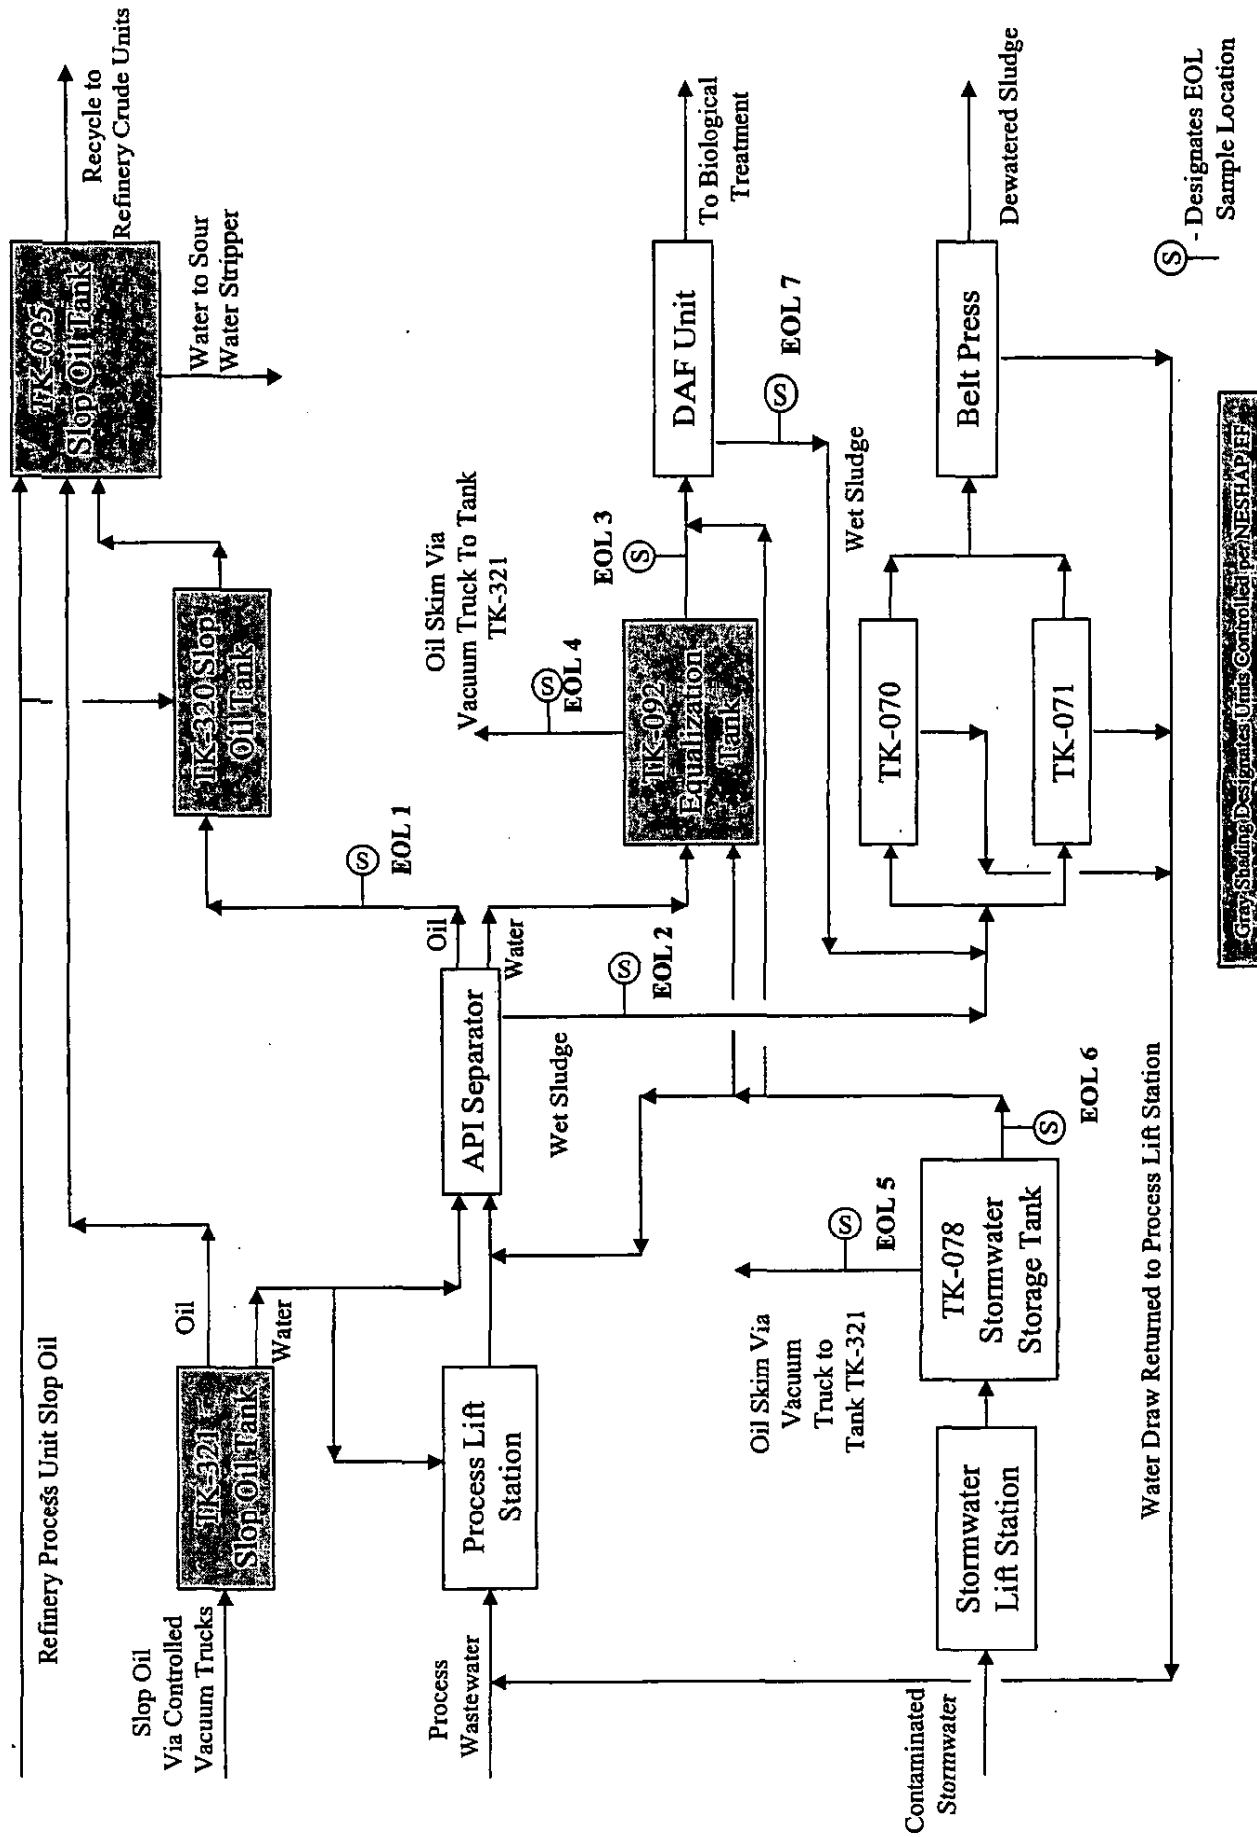 Refinery Process Unit Slop Oil
Recycle to
Refinery Crude Units
TK-095
Slop Oil Tank
Water to Sour
Water Stripper
TK-320 Slop
Oil Tank
Slop Oil
Via Controlled
Vacuum Trucks
TK-321
Slop Oil Tank
Oil
Water
Process
Wastewater
Process Lift
Station
API Separator
Oil
Water
S
EOL 1
Wet Sludge
S
EOL 2
Oil Skim Via
Vacuum Truck To Tank
TK-321
S
EOL 4
TK-092
Equalization
Tank
EOL 3
S
DAF Unit
To Biological
Treatment
S
EOL 7
Wet Sludge
Contaminated
Stormwater
Stormwater
Lift Station
Oil Skim Via
Vacuum
Truck to
Tank TK-321
S
EOL 5
TK-078
Stormwater
Storage Tank
S
EOL 6
TK-070
TK-071
Belt Press
Dewatered Sludge
Water Draw Returned to Process Lift Station
S - Designates EOL
Sample Location
Gray Shading Designates Units Controlled per NESHAP FF